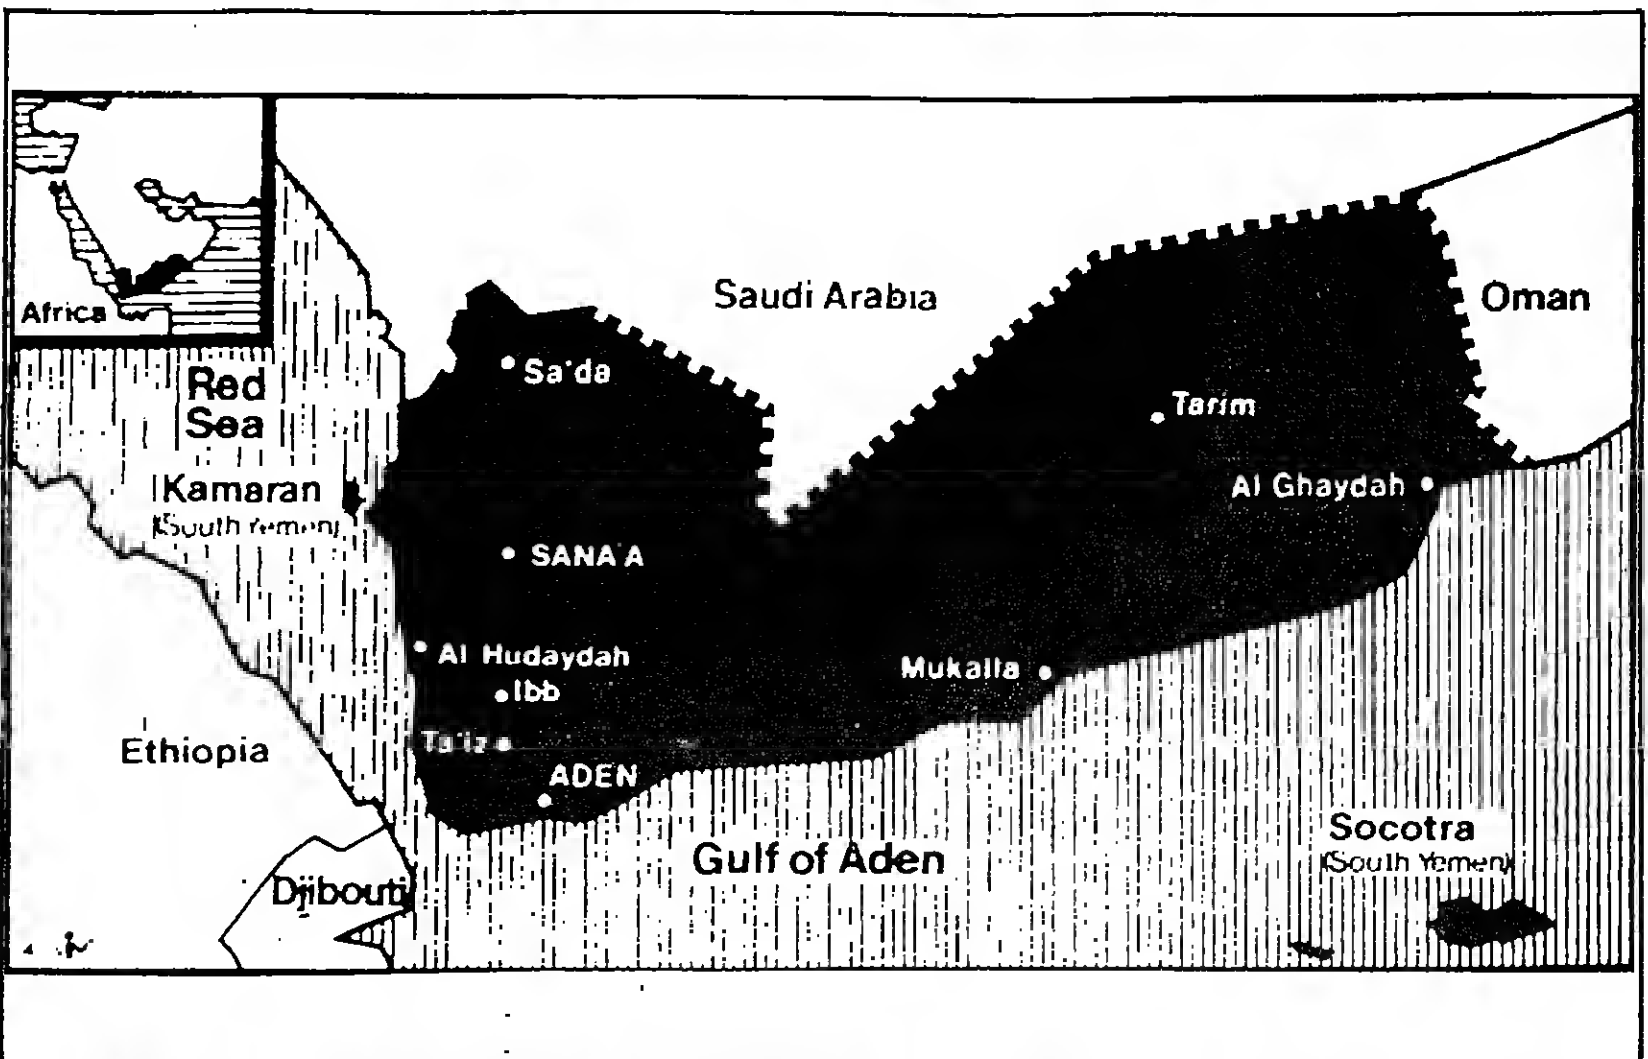 Africa
Saudi Arabia
Oman
Red
Sea
Sa'da
Tarim
Kamaran
(South Yemen)
Al Ghaydah
SANA'A
Al Hudaydah
Ibb
Mukalla
Ta'iz
Ethiopia
ADEN
Socotra
(South Yemen)
Gulf of Aden
Djibouti